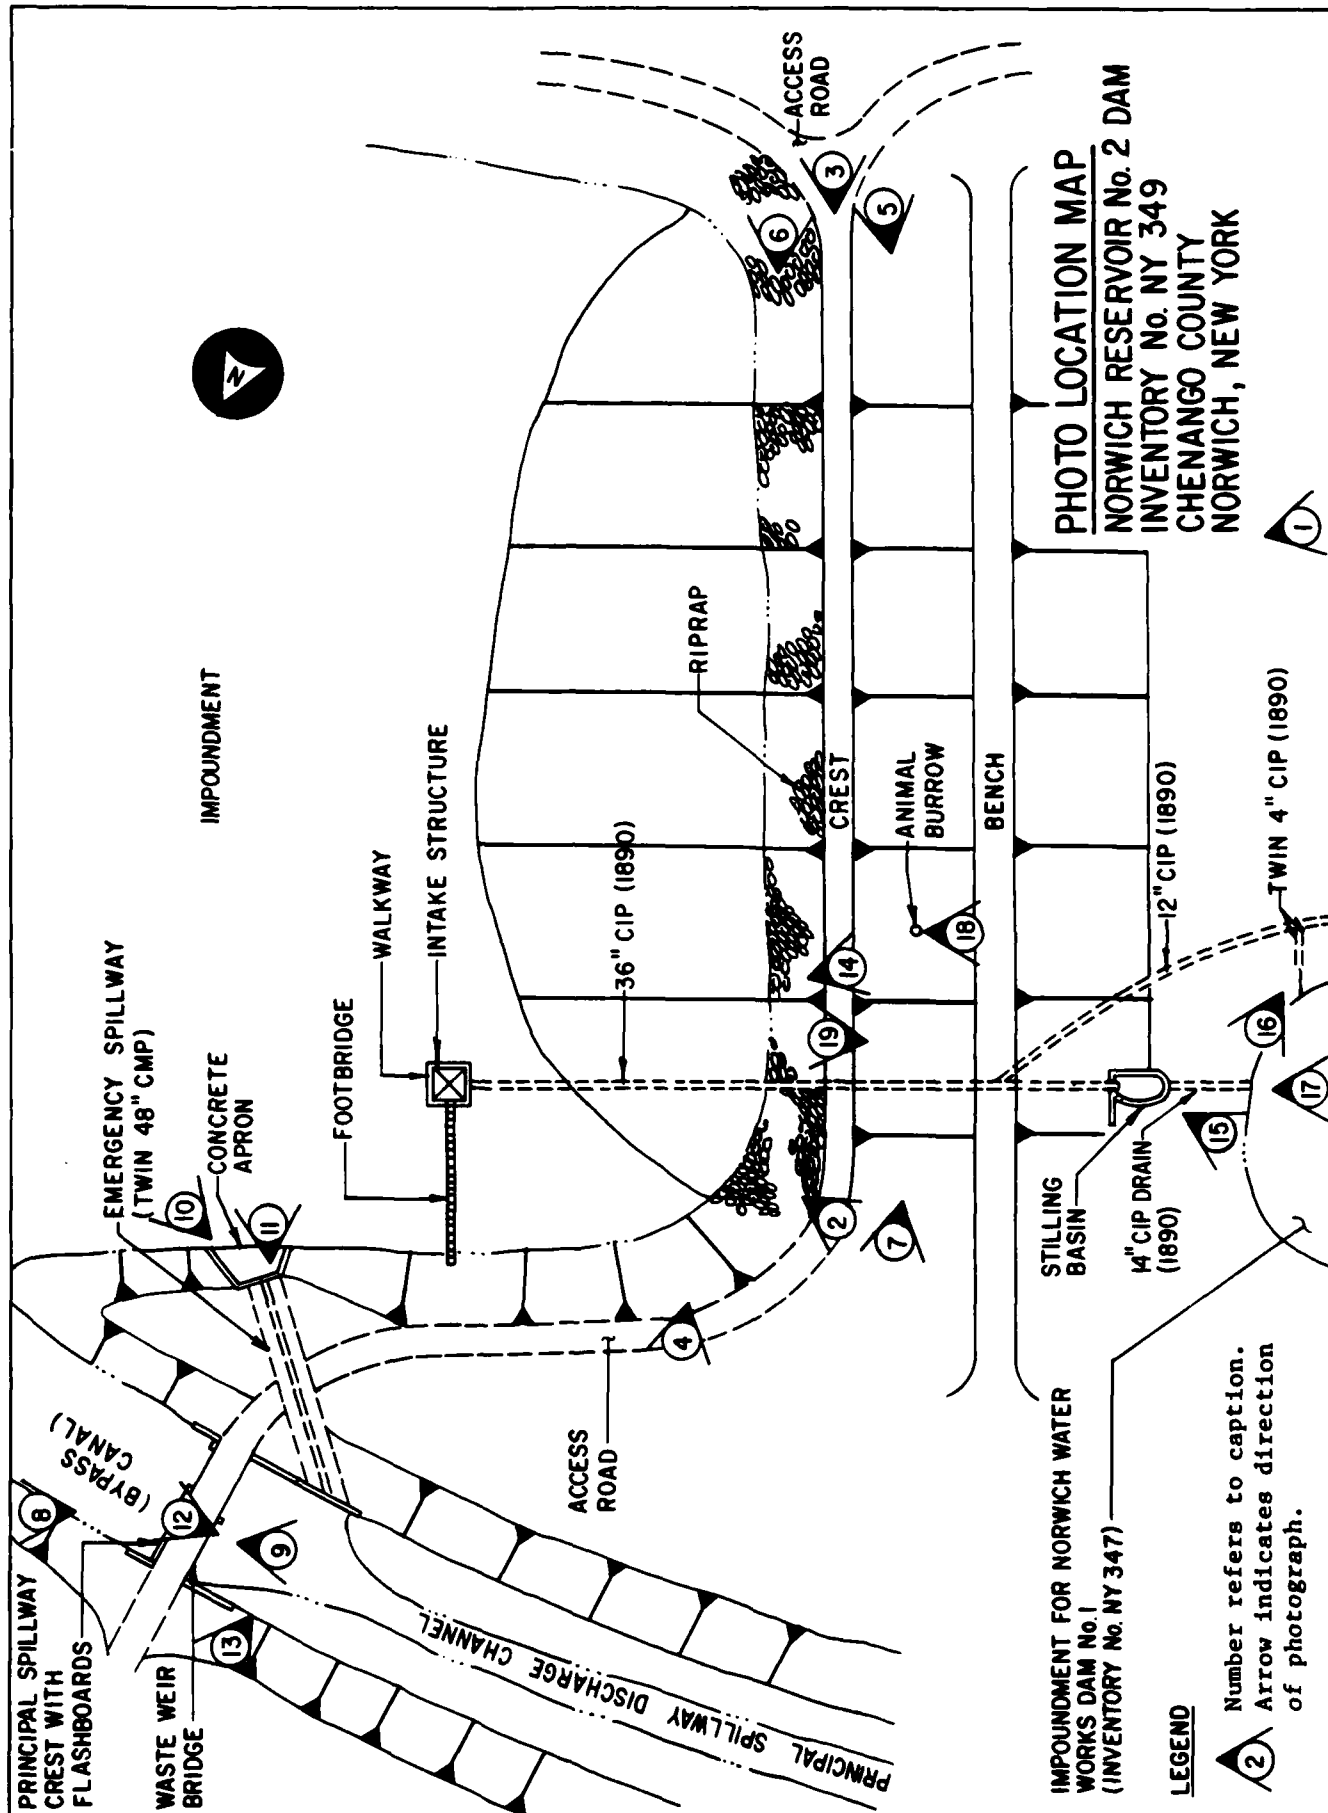 PRINCIPAL SPILLWAY
CREST WITH
FLASHBOARDS
WASTE WEIR
BRIDGE
(BYPASS
CANAL)
EMERGENCY SPILLWAY
(TWIN 48" CMP)
CONCRETE
APRON
FOOTBRIDGE
WALKWAY
INTAKE STRUCTURE
36" CIP (1890)
IMPOUNDMENT
N
RIPRAP
CREST
ANIMAL
BURROW
BENCH
ACCESS
ROAD
ACCESS
ROAD
PRINCIPAL SPILLWAY DISCHARGE CHANNEL
STILLING
BASIN
14" CIP DRAIN
(1890)
12" CIP (1890)
TWIN 4" CIP (1890)
8
12
9
13
10
11
4
2
7
19
14
18
6
3
5
15
16
17
1
IMPOUNDMENT FOR NORWICH WATER
WORKS DAM No. 1
(INVENTORY No. NY 347)
LEGEND
2
Number refers to caption.
Arrow indicates direction
of photograph.
PHOTO LOCATION MAP
NORWICH RESERVOIR No. 2 DAM
INVENTORY No. NY 349
CHENANGO COUNTY
NORWICH, NEW YORK